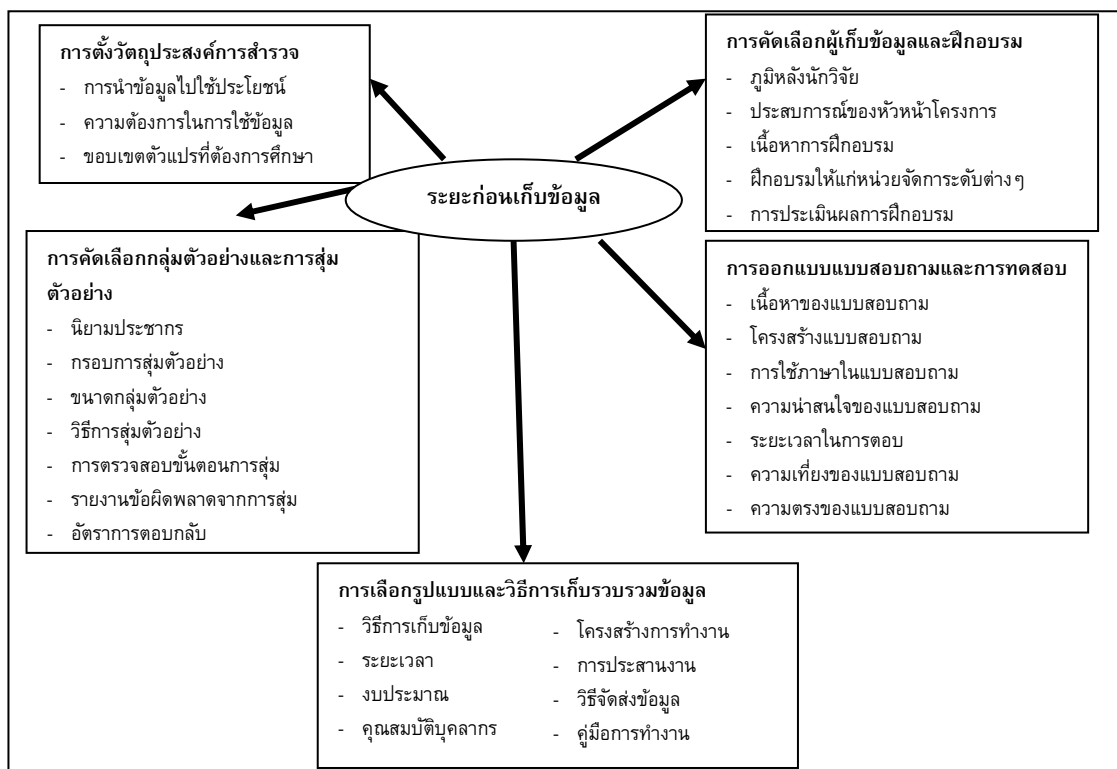 การตั้งวัตถุประสงค์การสำรวจ
- การนำข้อมูลไปใช้ประโยชน์
- ความต้องการในการใช้ข้อมูล
- ขอบเขตตัวแปรที่ต้องการศึกษา
การคัดเลือกผู้เก็บข้อมูลและฝึกอบรม
- ภูมิหลังนักวิจัย
- ประสบการณ์ของหัวหน้าโครงการ
- เนื้อหาการฝึกอบรม
- ฝึกอบรมให้แก่หน่วยจัดการระดับต่าง ๆ
- การประเมินผลการฝึกอบรม
ระยะก่อนเก็บข้อมูล
การคัดเลือกกลุ่มตัวอย่างและการสุ่ม
ตัวอย่าง
- นิยามประชากร
- กรอบการสุ่มตัวอย่าง
- ขนาดกลุ่มตัวอย่าง
- วิธีการสุ่มตัวอย่าง
- การตรวจสอบขั้นตอนการสุ่ม
- รายงานข้อผิดพลาดจากการสุ่ม
- อัตราการตอบกลับ
การออกแบบแบบสอบถามและการทดสอบ
- เนื้อหาของแบบสอบถาม
- โครงสร้างแบบสอบถาม
- การใช้ภาษาในแบบสอบถาม
- ความน่าสนใจของแบบสอบถาม
- ระยะเวลาในการตอบ
- ความเที่ยงของแบบสอบถาม
- ความตรงของแบบสอบถาม
การเลือกรูปแบบและวิธีการเก็บรวบรวมข้อมูล
- วิธีการเก็บข้อมูล
- ระยะเวลา
- งบประมาณ
- คุณสมบัติบุคลากร
- โครงสร้างการทำงาน
- การประสานงาน
- วิธีจัดส่งข้อมูล
- คู่มือการทำงาน